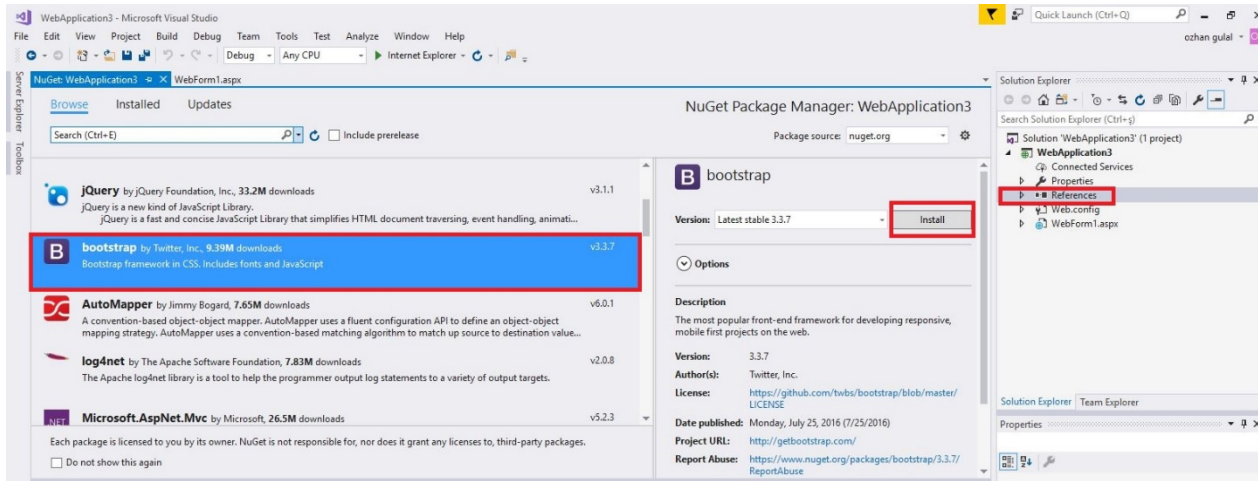 WebApplication3 - Microsoft Visual Studio
Quick Launch (Ctrl+Q)
File Edit View Project Build Debug Team Tools Test Analyze Window Help
ozhan gulal
Debug Any CPU Internet Explorer
Server Explorer
Toolbox
NuGet: WebApplication3 WebForm1.aspx
Browse Installed Updates
NuGet Package Manager: WebApplication3
Search (Ctrl+E)
Include prerelease
Package source: nuget.org
jQuery by jQuery Foundation, Inc., 33.2M downloads v3.1.1
jQuery is a new kind of JavaScript Library.
jQuery is a fast and concise JavaScript Library that simplifies HTML document traversing, event handling, animati...
B bootstrap by Twitter, Inc., 9.39M downloads v3.3.7
Bootstrap framework in CSS. Includes fonts and JavaScript
AutoMapper by Jimmy Bogard, 7.65M downloads v6.0.1
A convention-based object-object mapper. AutoMapper uses a fluent configuration API to define an object-object
mapping strategy. AutoMapper uses a convention-based matching algorithm to match up source to destination value...
log4net by The Apache Software Foundation, 7.83M downloads v2.0.8
The Apache log4net library is a tool to help the programmer output log statements to a variety of output targets.
.NET Microsoft.AspNet.Mvc by Microsoft, 26.5M downloads v5.2.3
Each package is licensed to you by its owner. NuGet is not responsible for, nor does it grant any licenses to, third-party packages.
Do not show this again
B bootstrap
Version: Latest stable 3.3.7 Install
Options
Description
The most popular front-end framework for developing responsive,
mobile first projects on the web.
Version: 3.3.7
Author(s): Twitter, Inc.
License: https://github.com/twbs/bootstrap/blob/master/
LICENSE
Date published: Monday, July 25, 2016 (7/25/2016)
Project URL: http://getbootstrap.com/
Report Abuse: https://www.nuget.org/packages/bootstrap/3.3.7/
ReportAbuse
Solution Explorer
Search Solution Explorer (Ctrl+ş)
Solution 'WebApplication3' (1 project)
WebApplication3
Connected Services
Properties
References
Web.config
WebForm1.aspx
Solution Explorer Team Explorer
Properties